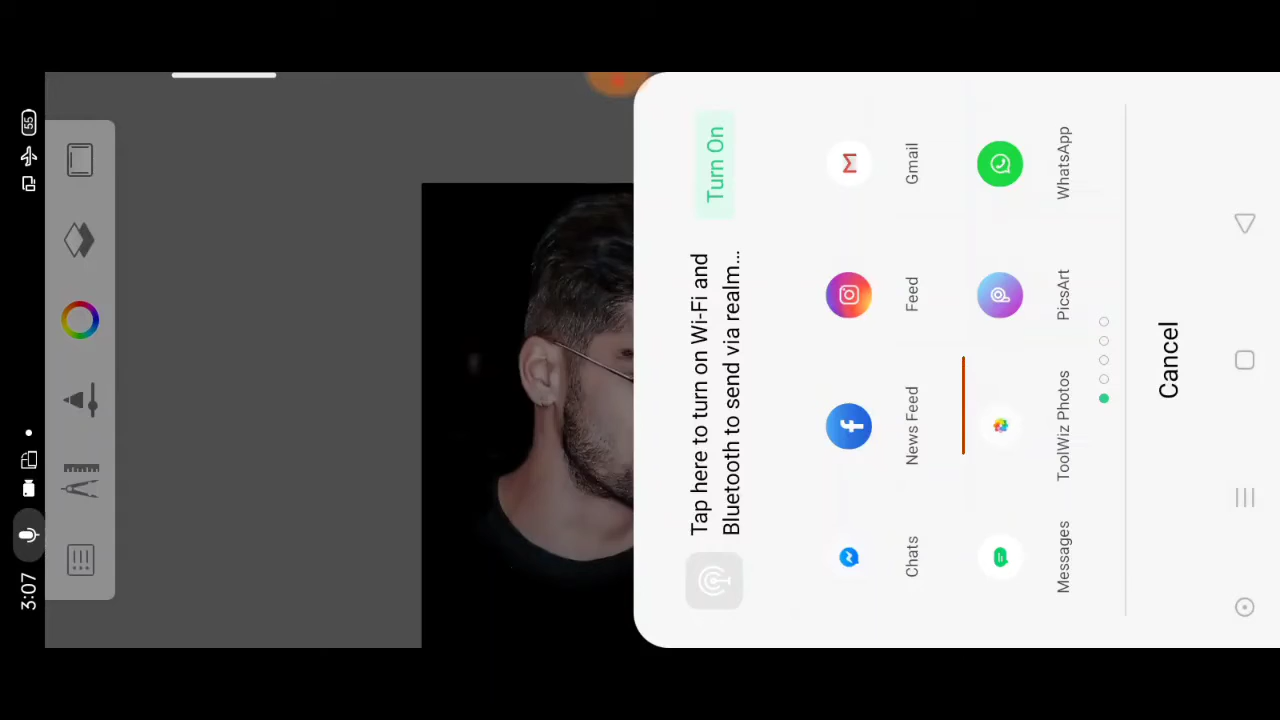 3:07
55
Tap here to turn on Wi-Fi and
Bluetooth to send via realm...
Turn On
Chats
News Feed
Feed
Gmail
Messages
ToolWiz Photos
PicsArt
WhatsApp
Cancel